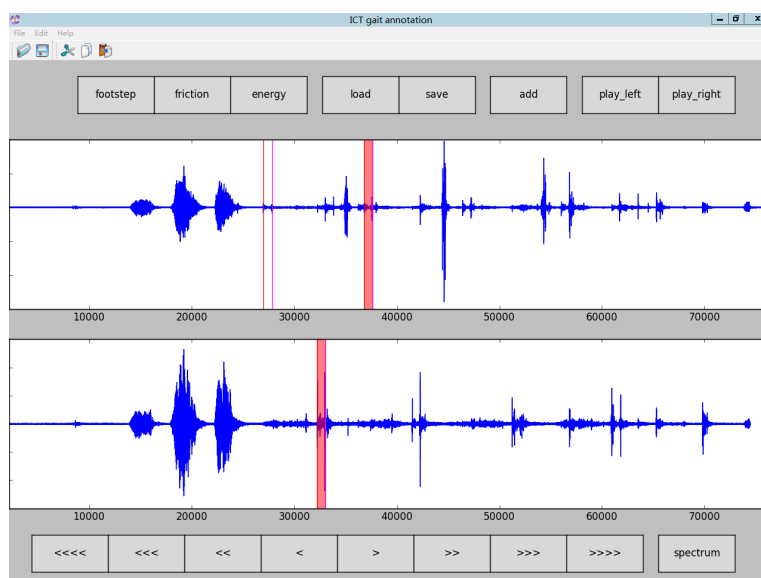 ICT gait annotation
File Edit Help
footstep friction energy load save add play_left play_right
10000 20000 30000 40000 50000 60000 70000
10000 20000 30000 40000 50000 60000 70000
<<<< <<< << < > >> >>> >>>> spectrum